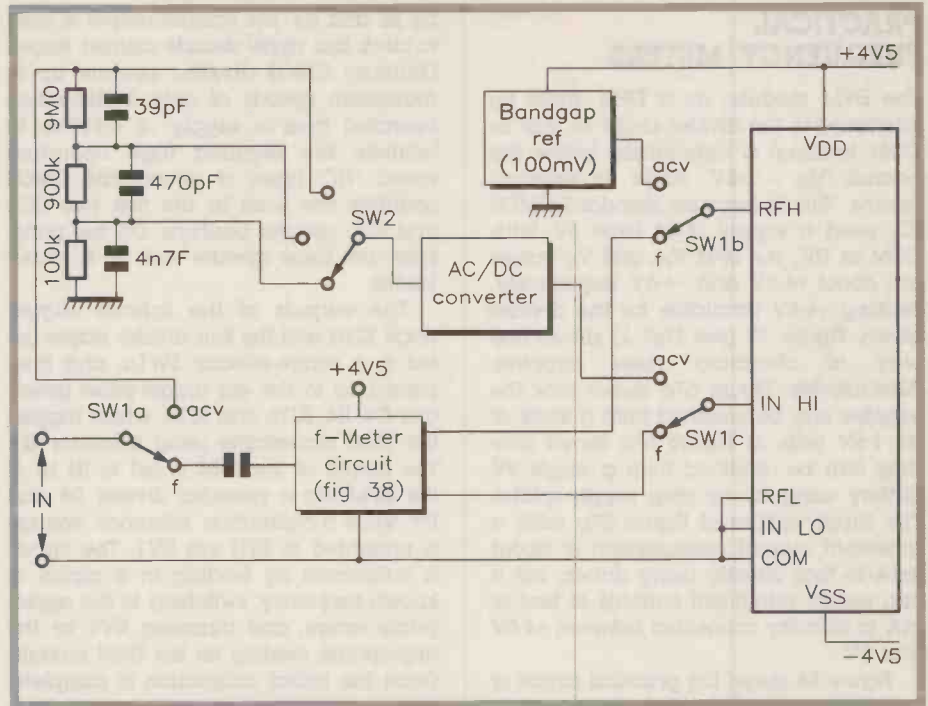 +4V5
9M0
39pF
Bandgap
ref
(100mV)
VDD
900k
470pF
acv
RFH
SW2
SW1b
f
100k
4n7F
AC/DC
converter
acv
+4V5
IN HI
SW1a
acv
SW1c
f
f-Meter
circuit
(fig 38)
f
IN
RFL
IN LO
COM
VSS
-4V5